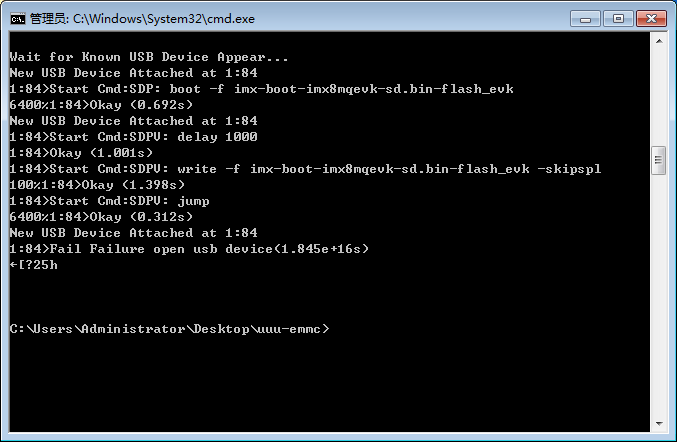 管理员: C:\Windows\System32\cmd.exe
Wait for Known USB Device Appear...
New USB Device Attached at 1:84
1:84>Start Cmd:SDP: boot -f imx-boot-imx8mqevk-sd.bin-flash_evk
6400%1:84>Okay (0.692s)
New USB Device Attached at 1:84
1:84>Start Cmd:SDPV: delay 1000
1:84>Okay (1.001s)
1:84>Start Cmd:SDPV: write -f imx-boot-imx8mqevk-sd.bin-flash_evk -skipspl
100%1:84>Okay (1.398s)
1:84>Start Cmd:SDPV: jump
6400%1:84>Okay (0.312s)
New USB Device Attached at 1:84
1:84>Fail Failure open usb device(1.845e+16s)
←[?25h
C:\Users\Administrator\Desktop\uuu-emmc>